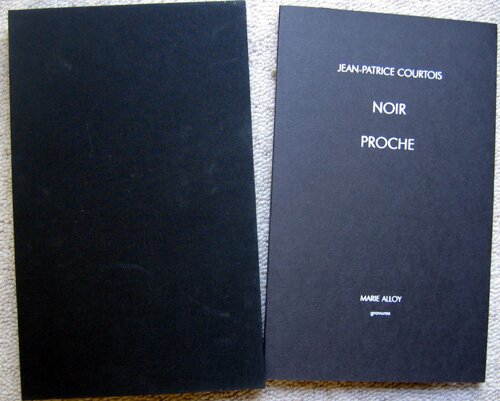 JEAN-PATRICE COURTOIS
NOIR
PROCHE
MARIE ALLOY
gravures